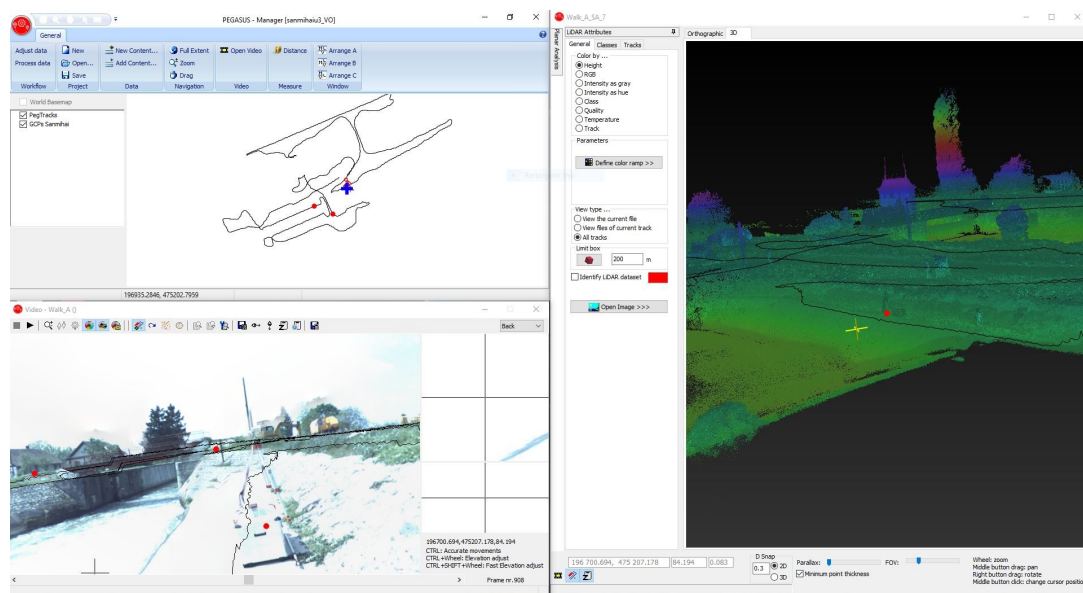 PEGASUS - Manager [sanmihaiu3_VO]
General
Adjust data
Process data
Workflow
New
Open...
Save
Project
New Content...
Add Content...
Data
Full Extent
Zoom
Drag
Navigation
Open Video
Video
Distance
Measure
Arrange A
Arrange B
Arrange C
Window
World Basemap
PegTracks
GCPs Sanmihai
196935.2846, 475202.7959
Video - Walk_A ()
Back
196700.694,475207.178,84.194
CTRL: Accurate movements
CTRL+Wheel: Elevation adjust
CTRL+SHIFT+Wheel: Fast Elevation adjust
Frame nr. 908
Walk_A_SA_7
Planar Analysis
LiDAR Attributes
General Classes Tracks
Color by ...
Height
RGB
Intensity as gray
Intensity as hue
Class
Quality
Temperature
Track
Parameters
Define color ramp >>
View type ...
View the current file
View files of current track
All tracks
Limit box
200 m
Identify LiDAR dataset
Open Image >>>
Orthographic 3D
196 700.694, 475 207.178 84.194 0.083
D Snap
0.3 2D
3D
Parallax:
FOV:
Minimum point thickness
Wheel: zoom
Middle button drag: pan
Right button drag: rotate
Middle button click: change cursor positio